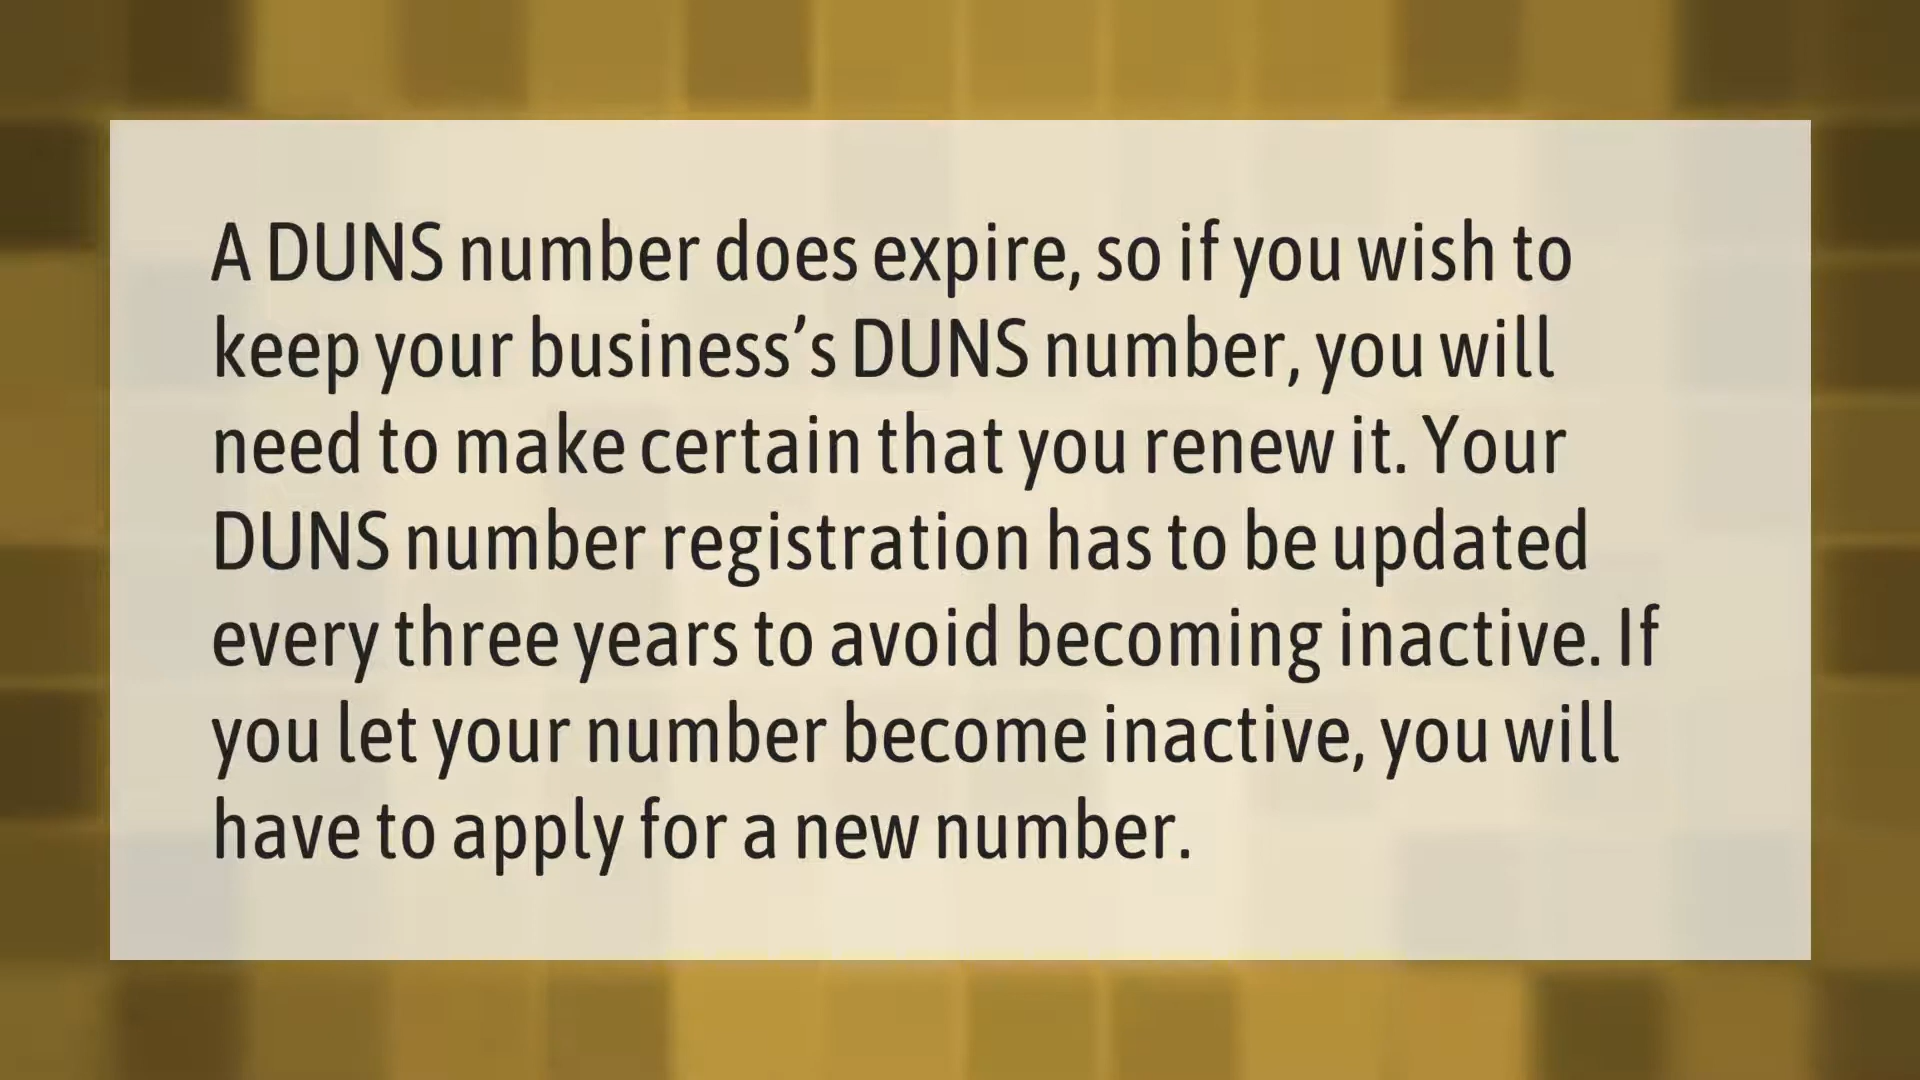 A DUNS number does expire, so if you wish to
keep your business’s DUNS number, you will
need to make certain that you renew it. Your
DUNS number registration has to be updated
every three years to avoid becoming inactive. If
you let your number become inactive, you will
have to apply for a new number.